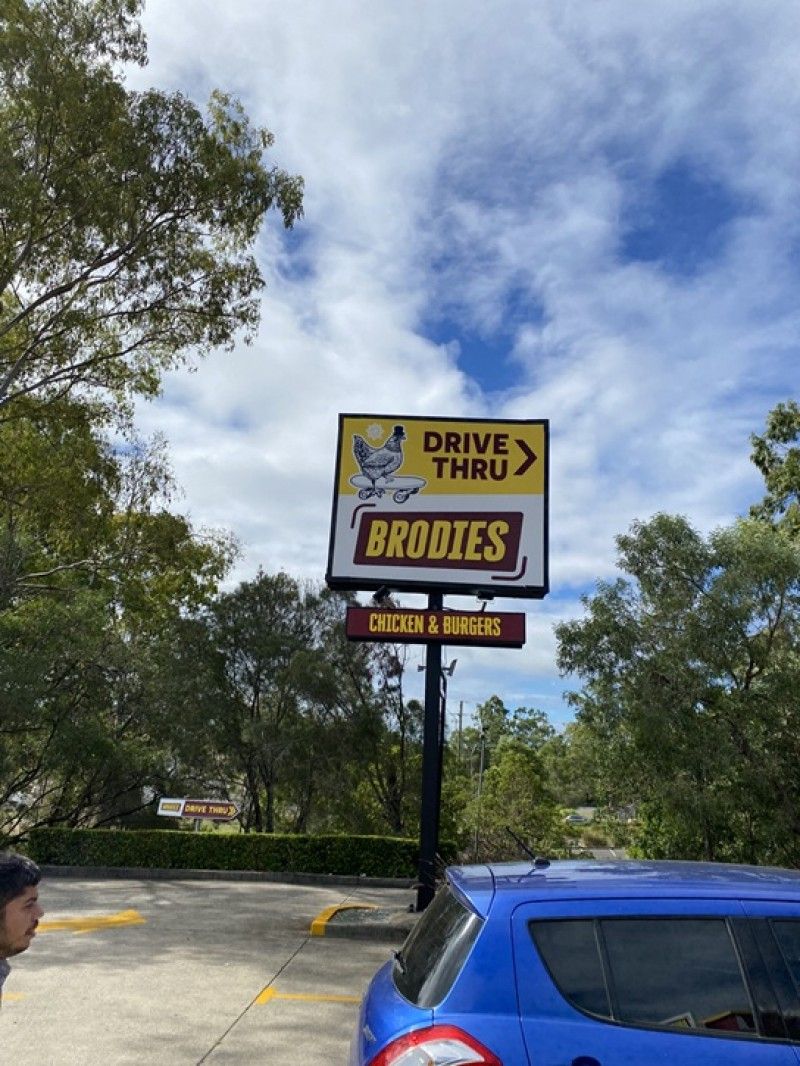 DRIVE
THRU
BRODIES
CHICKEN & BURGERS
DRIVE THRU